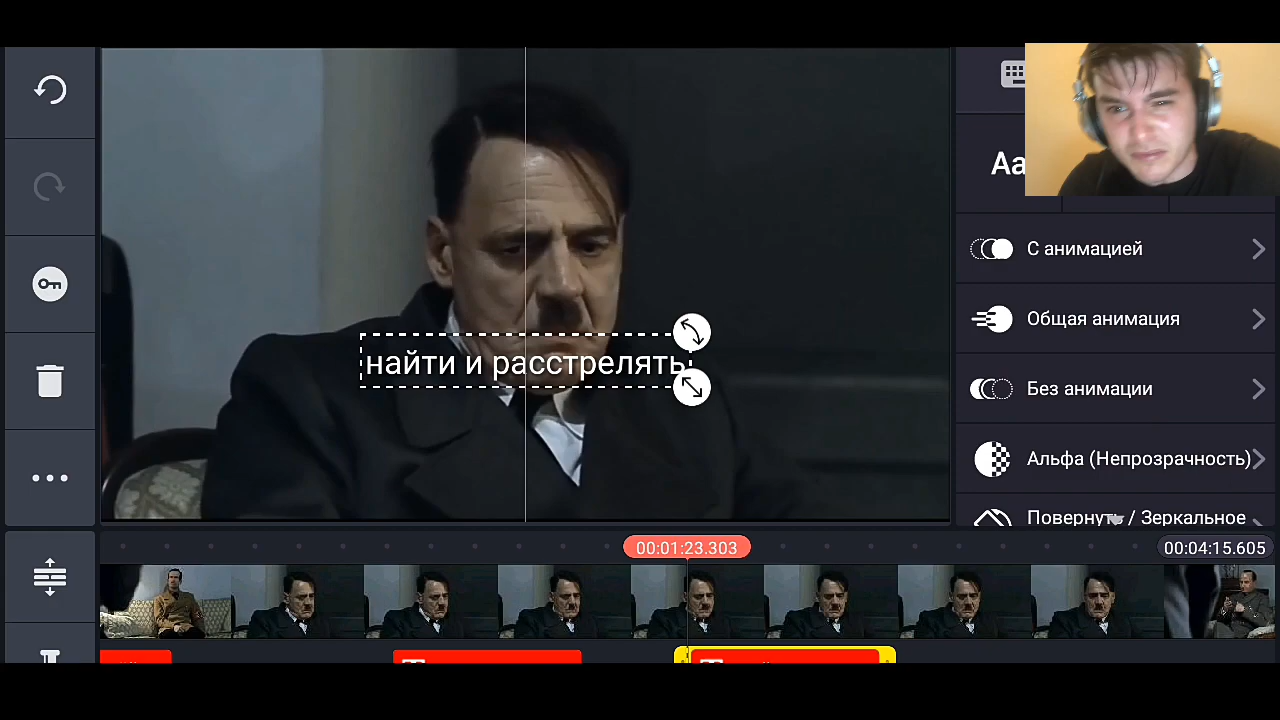 Aa
С анимацией
Общая анимация
найти и расстрелять
Без анимации
Альфа (Непрозрачность)
Повернуть / Зеркальное
00:01:23.303
00:04:15.605